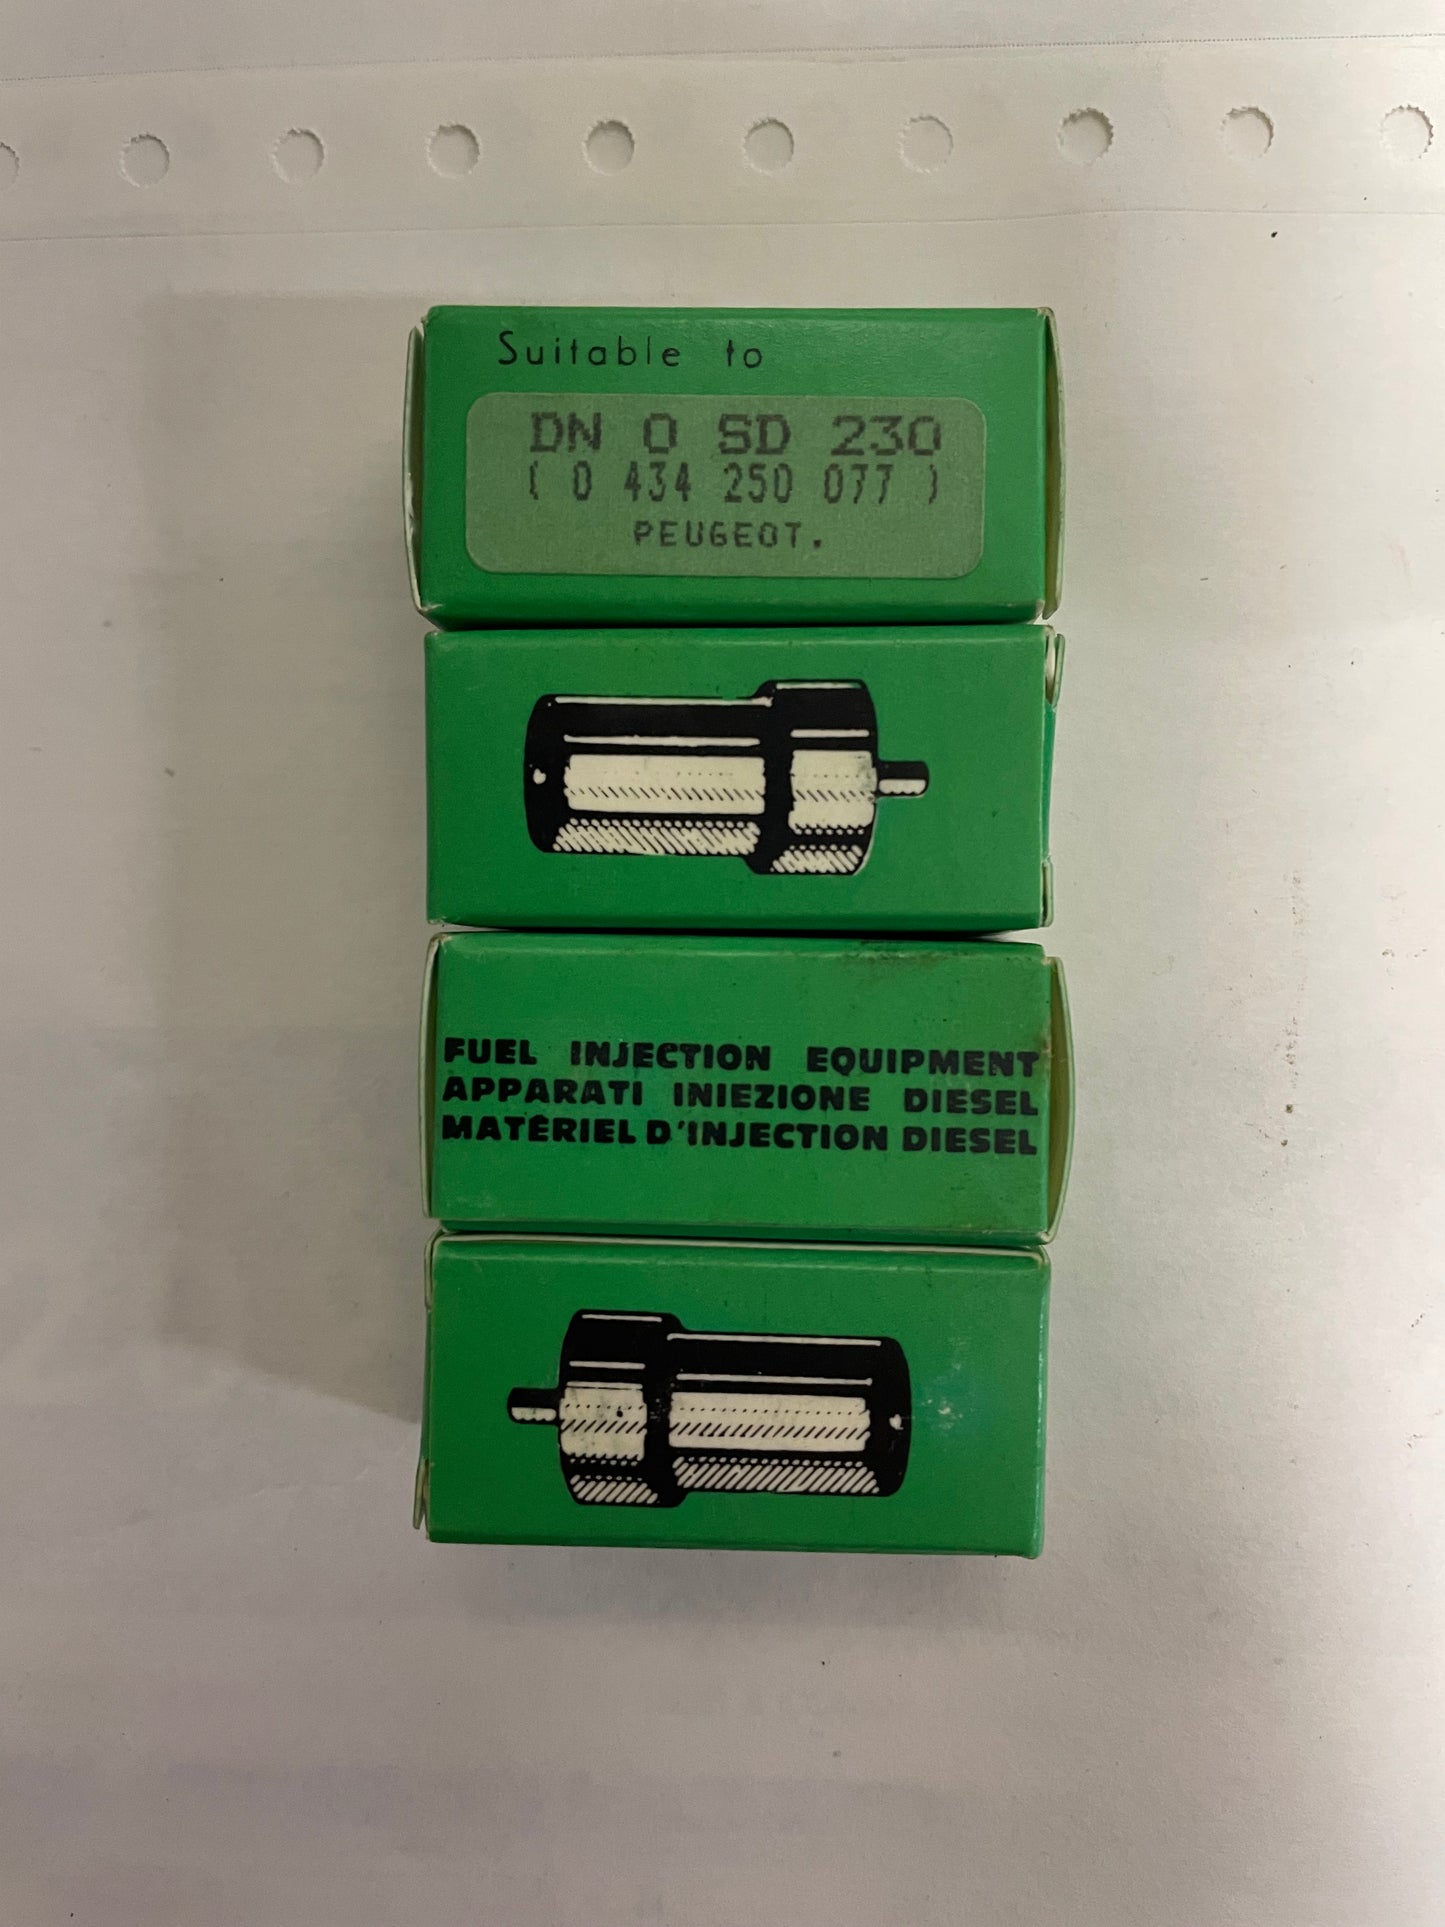 Suitable to
DN 0 SD 230
( 0 434 250 077 )
PEUGEOT.
FUEL INJECTION EQUIPMENT
APPARATI INIEZIONE DIESEL
MATÉRIEL D'INJECTION DIESEL